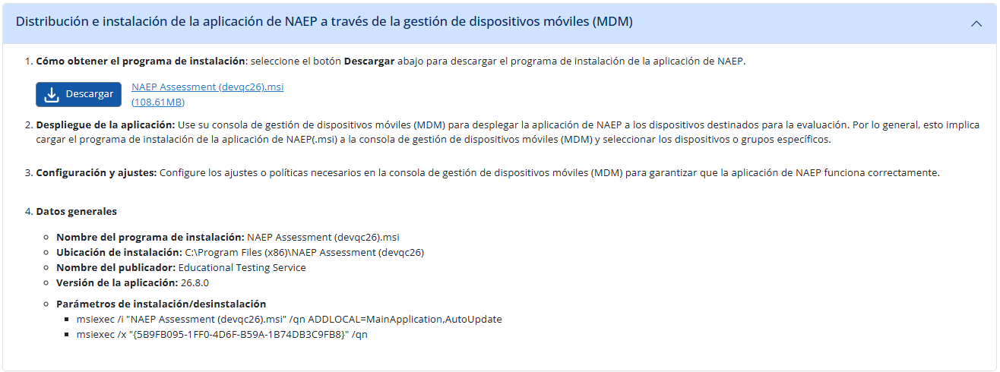 Distribución e instalación de la aplicación de NAEP a través de la gestión de dispositivos móviles (MDM)
1. Cómo obtener el programa de instalación: seleccione el botón Descargar abajo para descargar el programa de instalación de la aplicación de NAEP.
Descargar
NAEP Assessment (devqc26).msi
(108.61MB)
2. Despliegue de la aplicación: Use su consola de gestión de dispositivos móviles (MDM) para desplegar la aplicación de NAEP a los dispositivos destinados para la evaluación. Por lo general, esto implica
cargar el programa de instalación de la aplicación de NAEP(.msi) a la consola de gestión de dispositivos móviles (MDM) y seleccionar los dispositivos o grupos específicos.
3. Configuración y ajustes: Configure los ajustes o políticas necesarios en la consola de gestión de dispositivos móviles (MDM) para garantizar que la aplicación de NAEP funciona correctamente.
4. Datos generales
Nombre del programa de instalación: NAEP Assessment (devqc26).msi
Ubicación de instalación: C:\Program Files (x86)\NAEP Assessment (devqc26)
Nombre del publicador: Educational Testing Service
Versión de la aplicación: 26.8.0
Parámetros de instalación/desinstalación
msiexec /i "NAEP Assessment (devqc26).msi" /qn ADDLOCAL=MainApplication,AutoUpdate
msiexec /x "{5B9FB095-1FF0-4D6F-B59A-1B74DB3C9FB8}" /qn